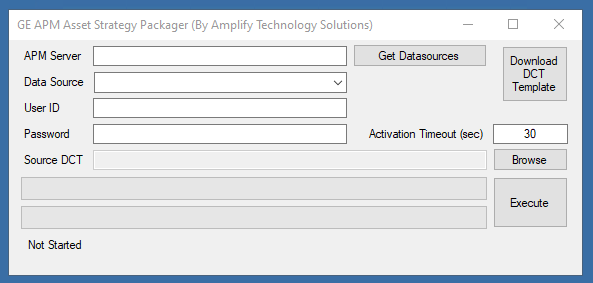 GE APM Asset Strategy Packager (By Amplify Technology Solutions)
APM Server
Get Datasources
Download
DCT
Template
Data Source
User ID
Password
Activation Timeout (sec)
30
Source DCT
Browse
Execute
Not Started